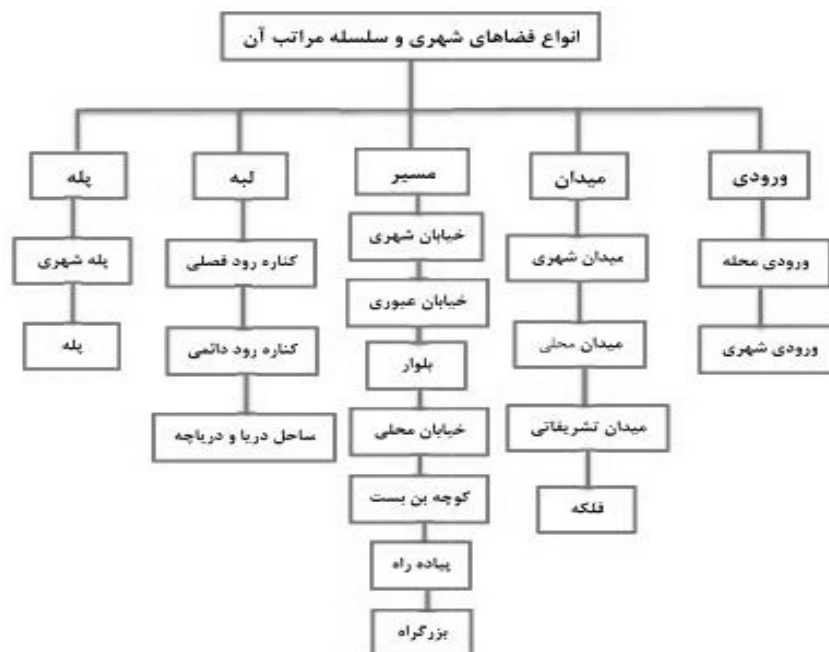 انواع فضاهای شهری و سلسله مراتب آن
ورودی
ورودی محله
ورودی شهری
میدان
میدان شهری
میدان محلی
میدان تشریفاتی
فلکه
مسیر
خیابان شهری
خیابان عبوری
بلوار
خیابان محلی
کوچه بن بست
پیاده راه
بزرگراه
لبه
کناره رود فصلی
کناره رود دائمی
ساحل دریا و دریاچه
پله
پله شهری
پله